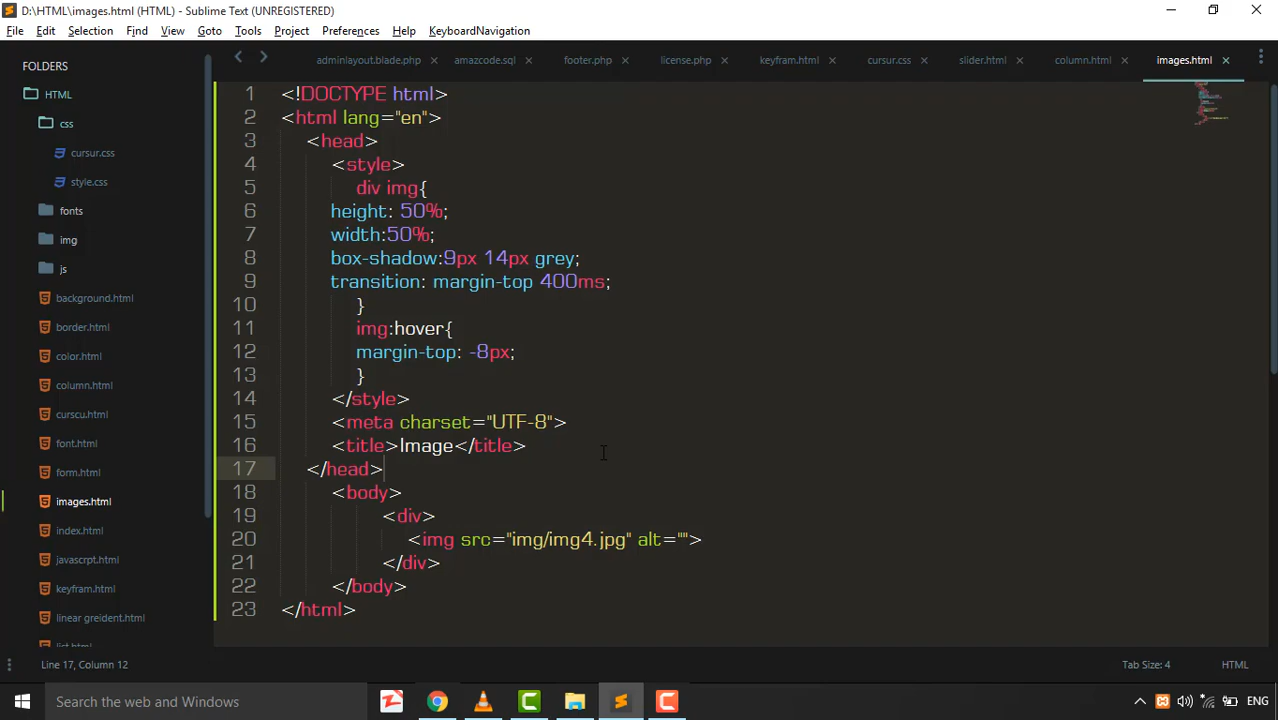 D:\HTML\images.html (HTML) - Sublime Text (UNREGISTERED)
File Edit Selection Find View Goto Tools Project Preferences Help KeyboardNavigation
FOLDERS
HTML
css
cursur.css
style.css
fonts
img
js
background.html
border.html
color.html
column.html
curscu.html
font.html
form.html
images.html
index.html
javascrpt.html
keyfram.html
linear greident.html
list.html
adminlayout.blade.php × amazcode.sql × footer.php × license.php × keyfram.html × cursur.css × slider.html × column.html × images.html ×
1 <!DOCTYPE html>
2 <html lang="en">
3 <head>
4 <style>
5 div img{
6 height: 50%;
7 width:50%;
8 box-shadow:9px 14px grey;
9 transition: margin-top 400ms;
10 }
11 img:hover{
12 margin-top: -8px;
13 }
14 </style>
15 <meta charset="UTF-8">
16 <title>Image</title>
17 </head>
18 <body>
19 <div>
20 <img src="img/img4.jpg" alt="">
21 </div>
22 </body>
23 </html>
Line 17, Column 12
Tab Size: 4
HTML
Search the web and Windows
ENG